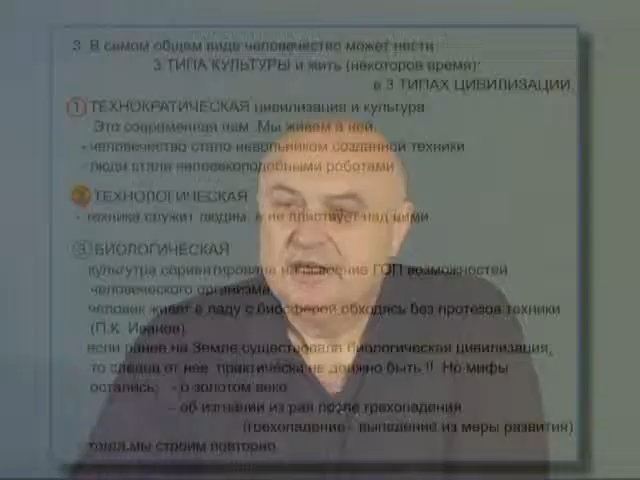 3. В самом общем виде человечество может нести
3 ТИПА КУЛЬТУРЫ и жить (некоторое время):
в 3 ТИПАХ ЦИВИЛИЗАЦИИ.
1 ТЕХНОКРАТИЧЕСКАЯ цивилизация и культура
Это современная нам. Мы живем в ней.
- человечество стало невольником созданной техники
- люди стали человекоподобными роботами
2 ТЕХНОЛОГИЧЕСКАЯ
- техника служит людям, а не властвует над ними.
3 БИОЛОГИЧЕСКАЯ
культура сориентирована на освоение ГОП возможностей
человеческого организма.
человек живет в ладу с биосферой обходясь без протезов техники
(П.К. Иванов)
если ранее на Земле существовала биологическая цивилизация,
то следов от нее практически не должно быть !! Но мифы
остались: - о золотом веке
- об изгнании из рая после грехопадения
(грехопадение - выпадение из меры развития)
тогда мы строим повторно